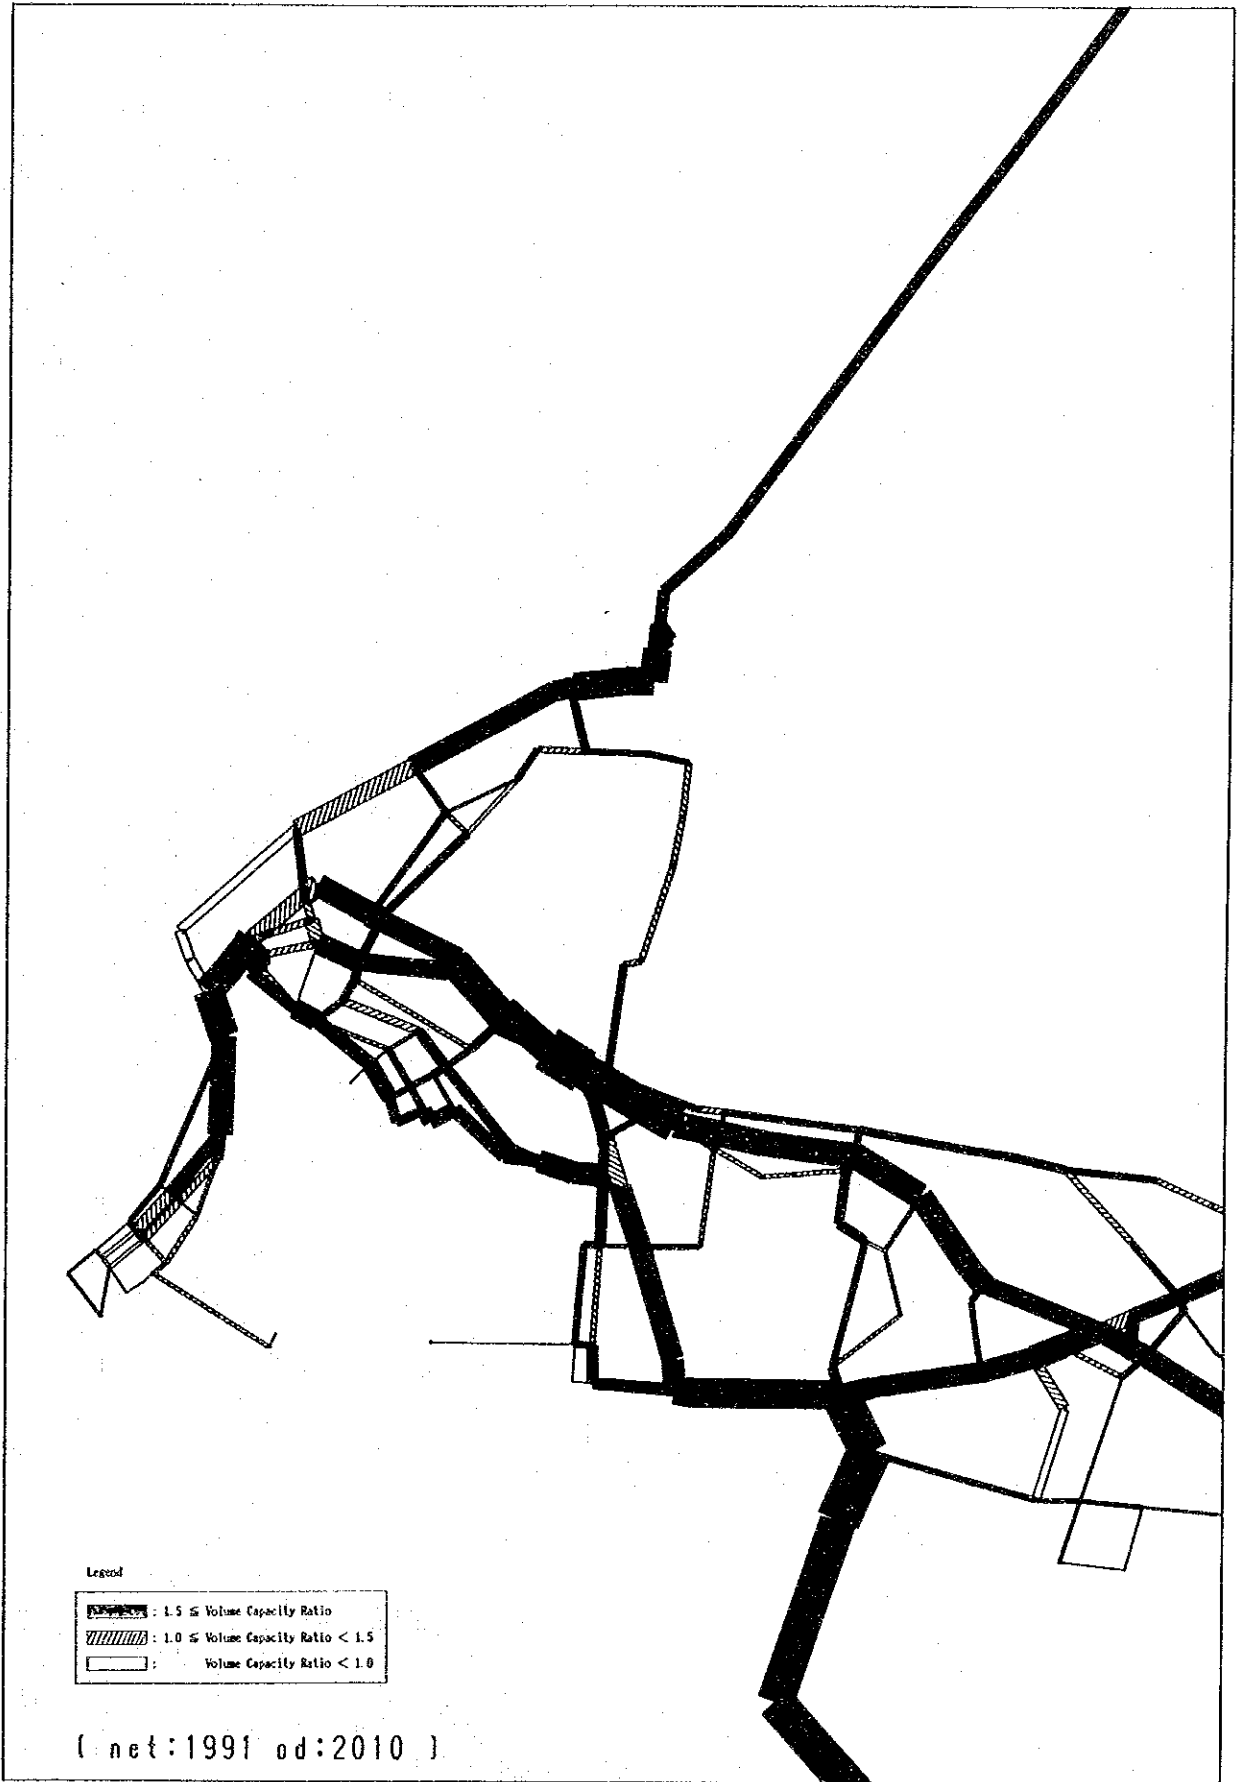 Legend
: 1.5 ≦ Volume Capacity Ratio
: 1.0 ≦ Volume Capacity Ratio < 1.5
: Volume Capacity Ratio < 1.0
( net:1991 od:2010 )